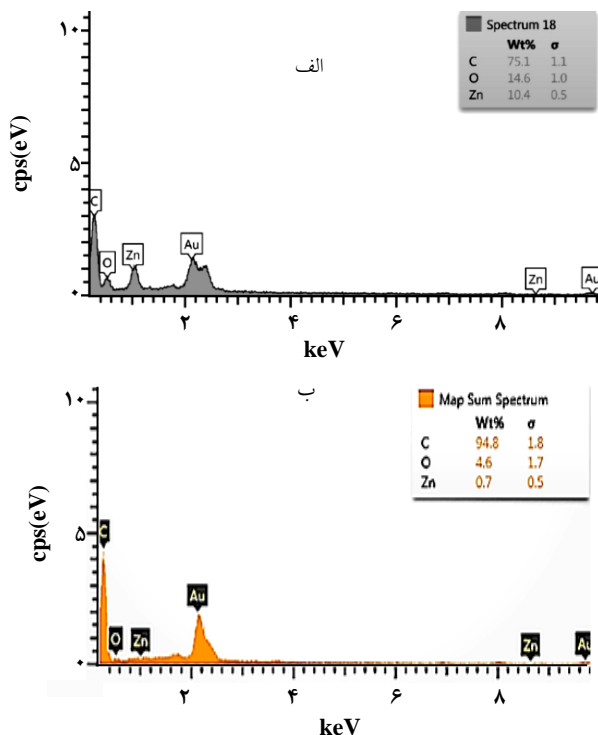 ۱۰
Spectrum 18
Wt% σ
C 75.1 1.1
O 14.6 1.0
Zn 10.4 0.5
الف
cps(eV)
۵
C
O
Zn
Au
Zn
Au
۰
۲ ۴ ۶ ۸
keV
ب
۱۰
Map Sum Spectrum
Wt% σ
C 94.8 1.8
O 4.6 1.7
Zn 0.7 0.5
cps(eV)
۵
C
Au
O
Zn
Zn
Au
۰
۲ ۴ ۶ ۸
keV